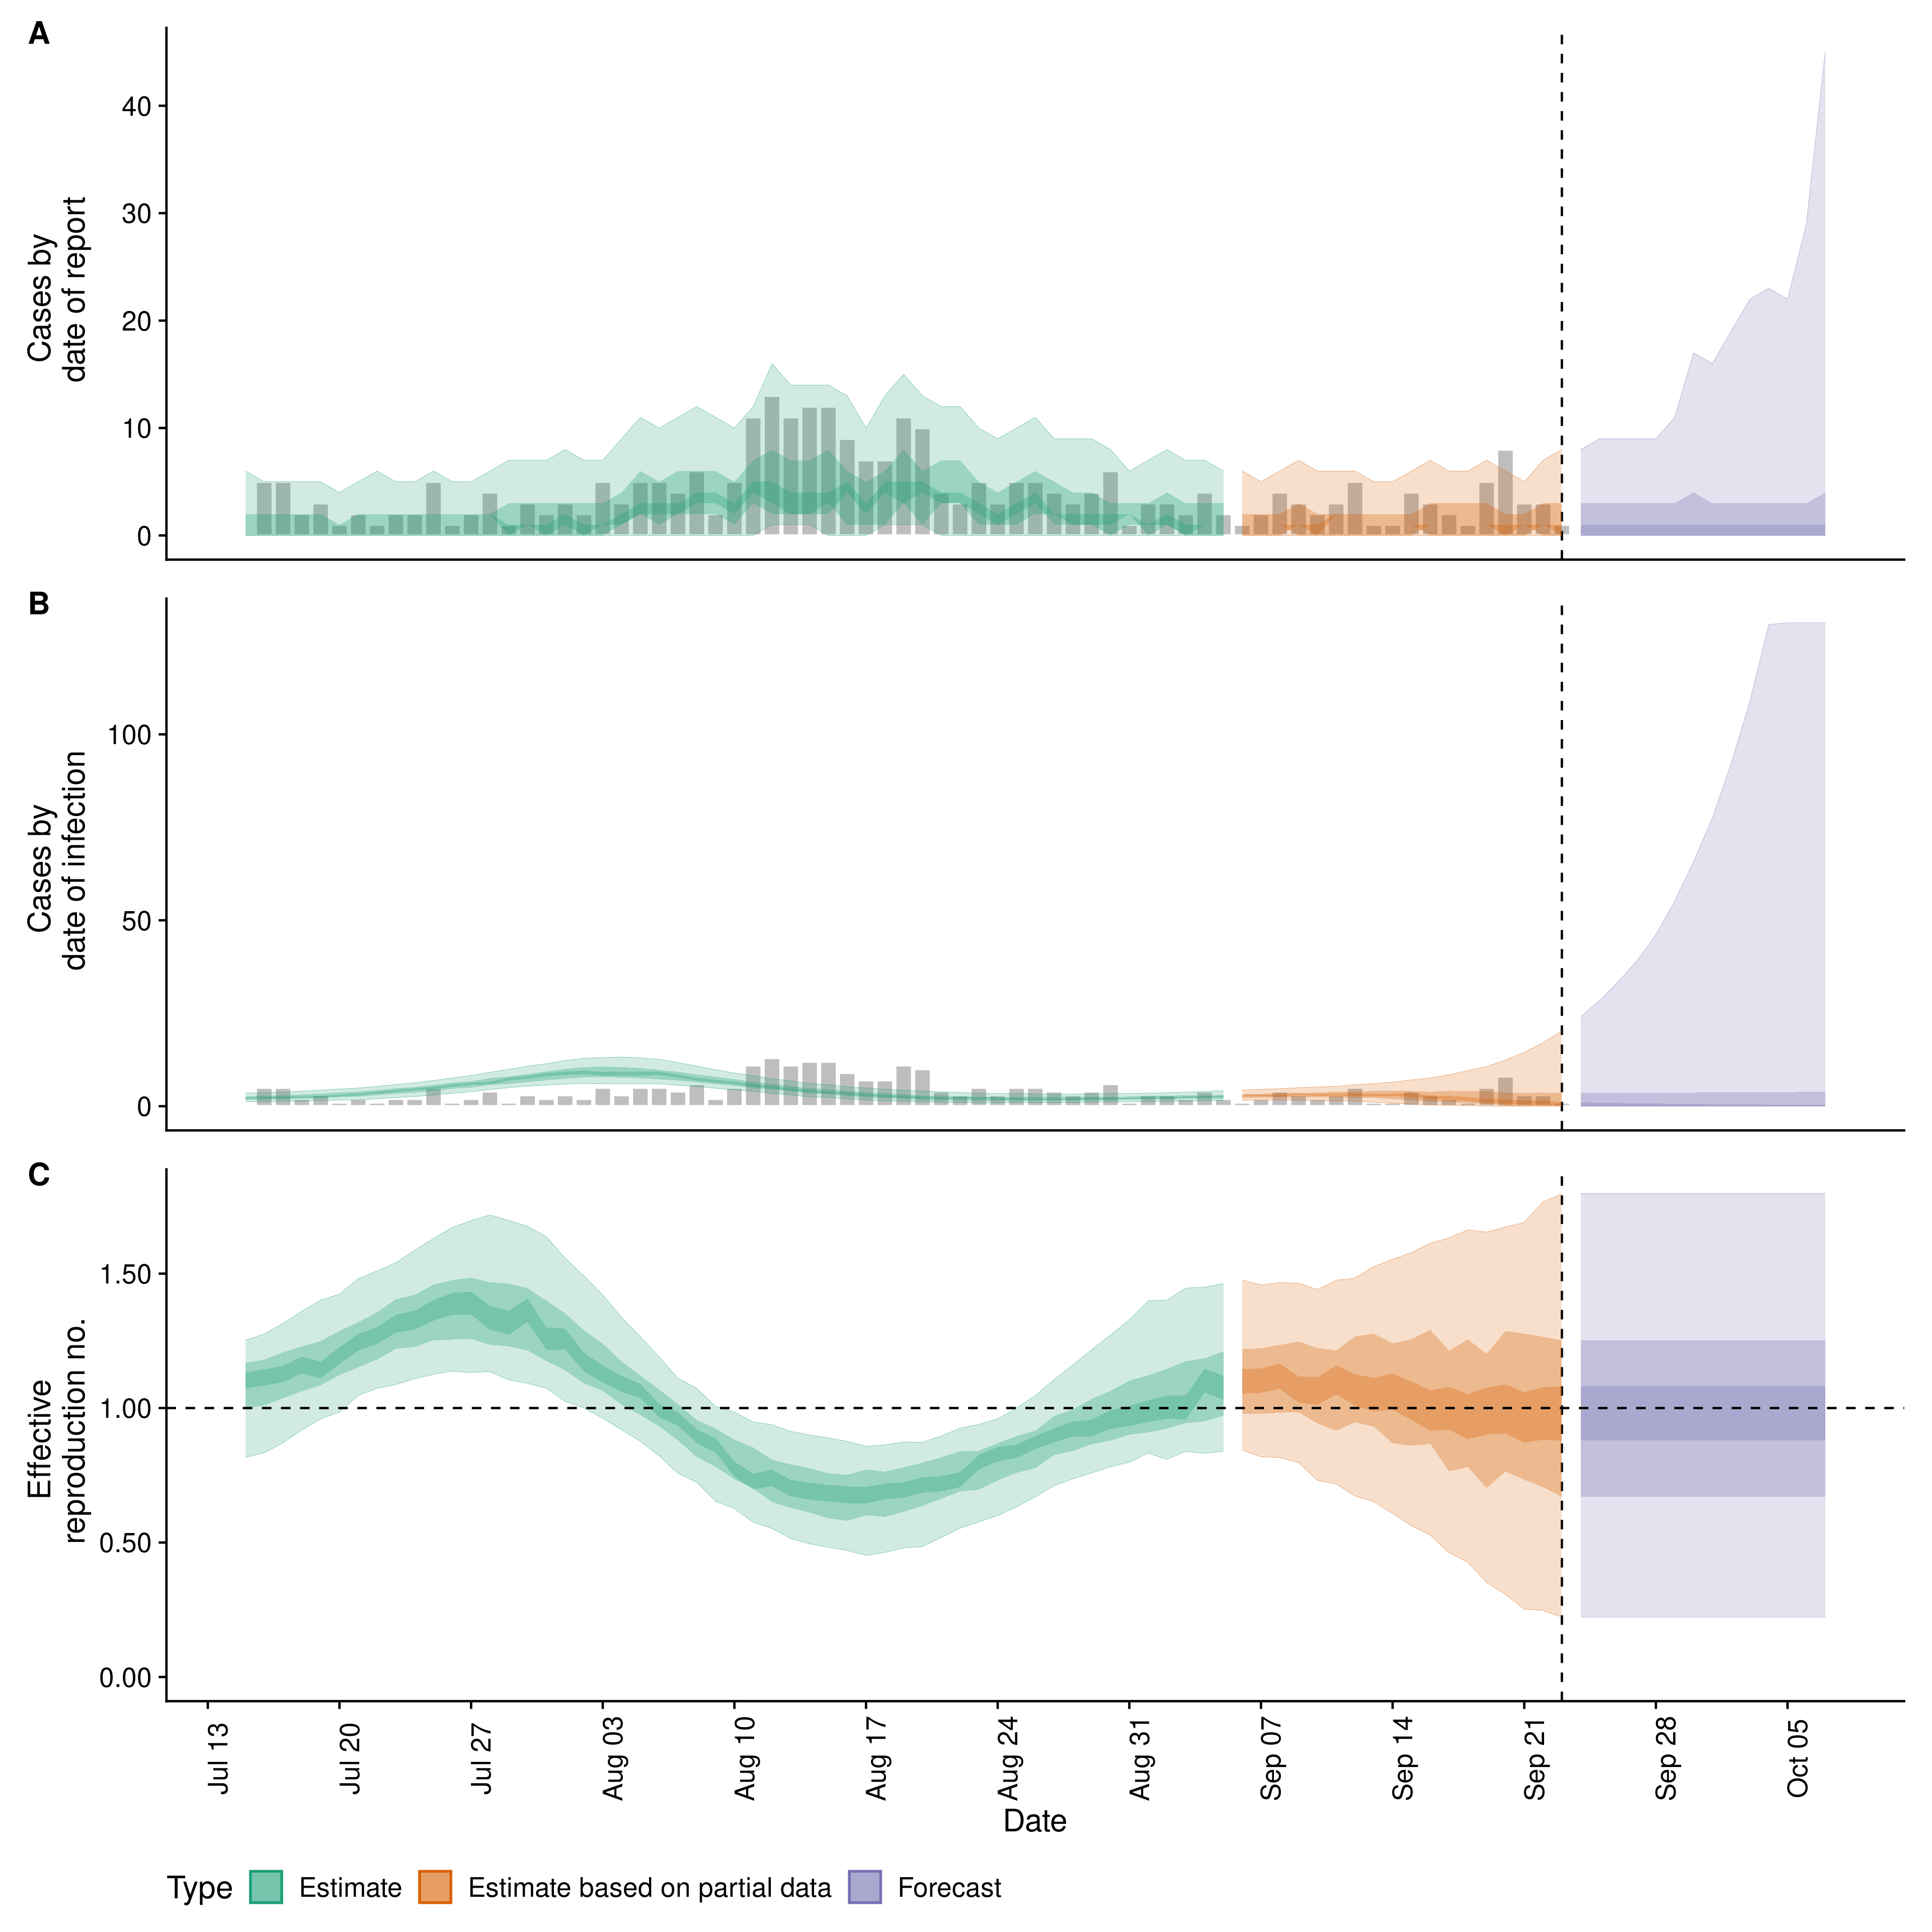 A
Cases by
date of report
40
30
20
10
0
B
Cases by
date of infection
100
50
0
C
Effective
reproduction no.
1.50
1.00
0.50
0.00
Jul 13
Jul 20
Jul 27
Aug 03
Aug 10
Aug 17
Aug 24
Aug 31
Sep 07
Sep 14
Sep 21
Sep 28
Oct 05
Date
Type Estimate Estimate based on partial data Forecast